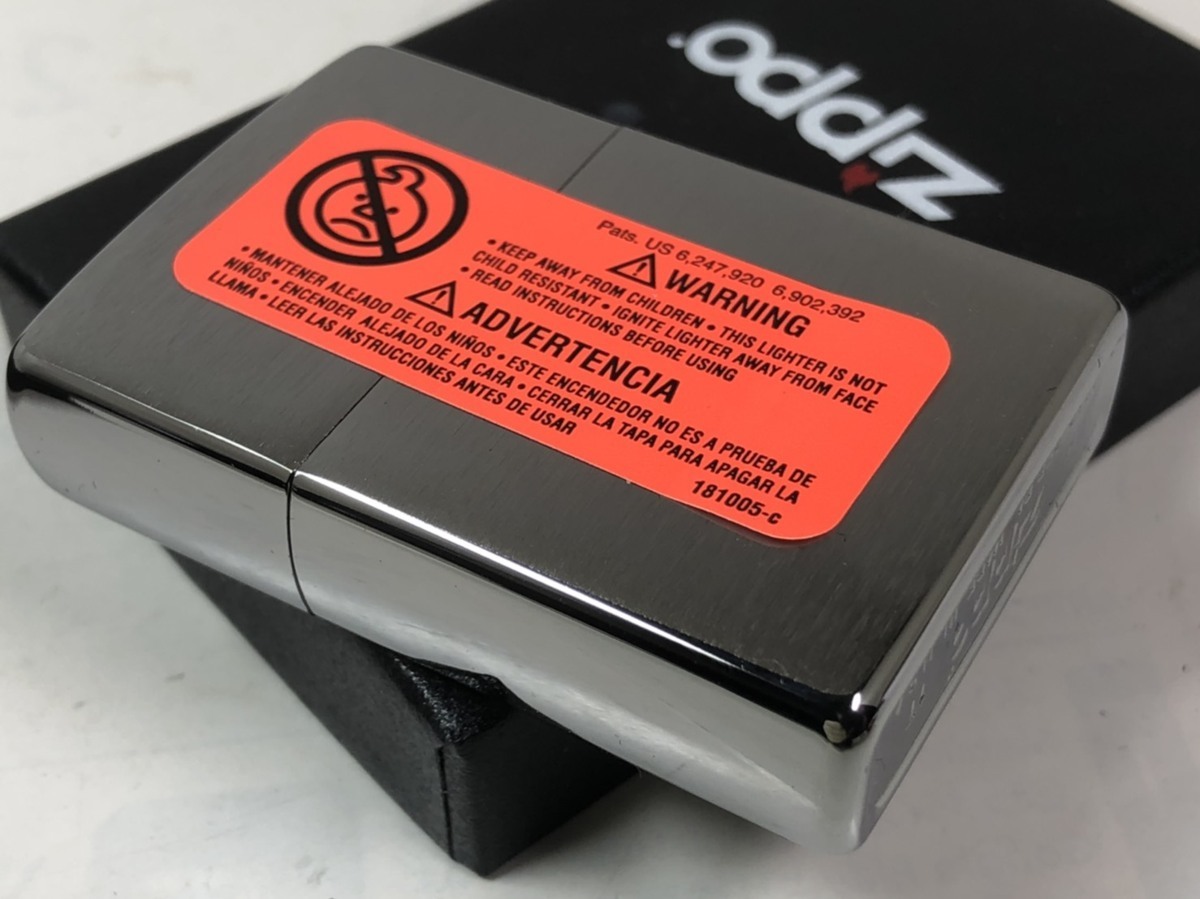 zippo.
Pats. US 6,247,920 6,902,392
⚠ WARNING
• KEEP AWAY FROM CHILDREN • THIS LIGHTER IS NOT
CHILD RESISTANT • IGNITE LIGHTER AWAY FROM FACE
• READ INSTRUCTIONS BEFORE USING
⚠ ADVERTENCIA
• MANTENER ALEJADO DE LOS NIÑOS • ESTE ENCENDEDOR NO ES A PRUEBA DE
NIÑOS • ENCENDER ALEJADO DE LA CARA • CERRAR LA TAPA PARA APAGAR LA
LLAMA • LEER LAS INSTRUCCIONES ANTES DE USAR
181005-c